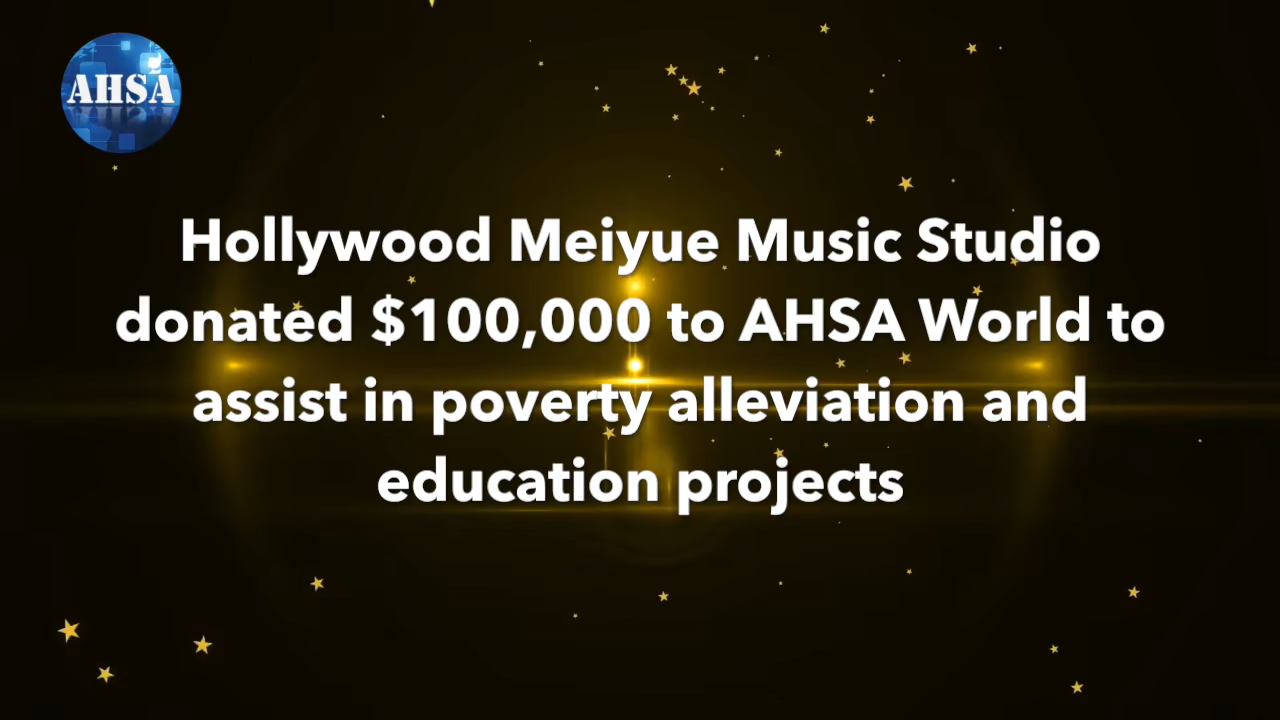 AHSA
Hollywood Meiyue Music Studio
donated $100,000 to AHSA World to
assist in poverty alleviation and
education projects